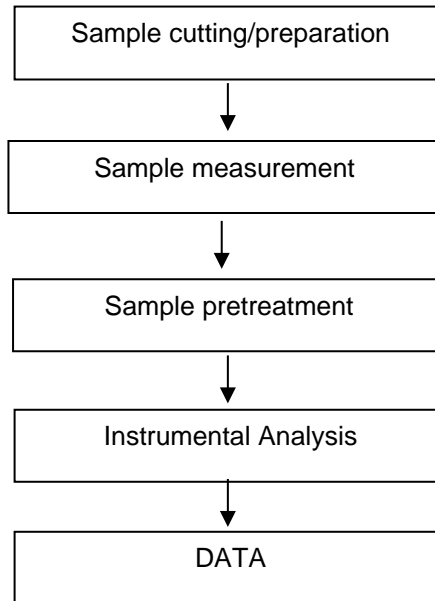 Sample cutting/preparation
Sample measurement
Sample pretreatment
Instrumental Analysis
DATA